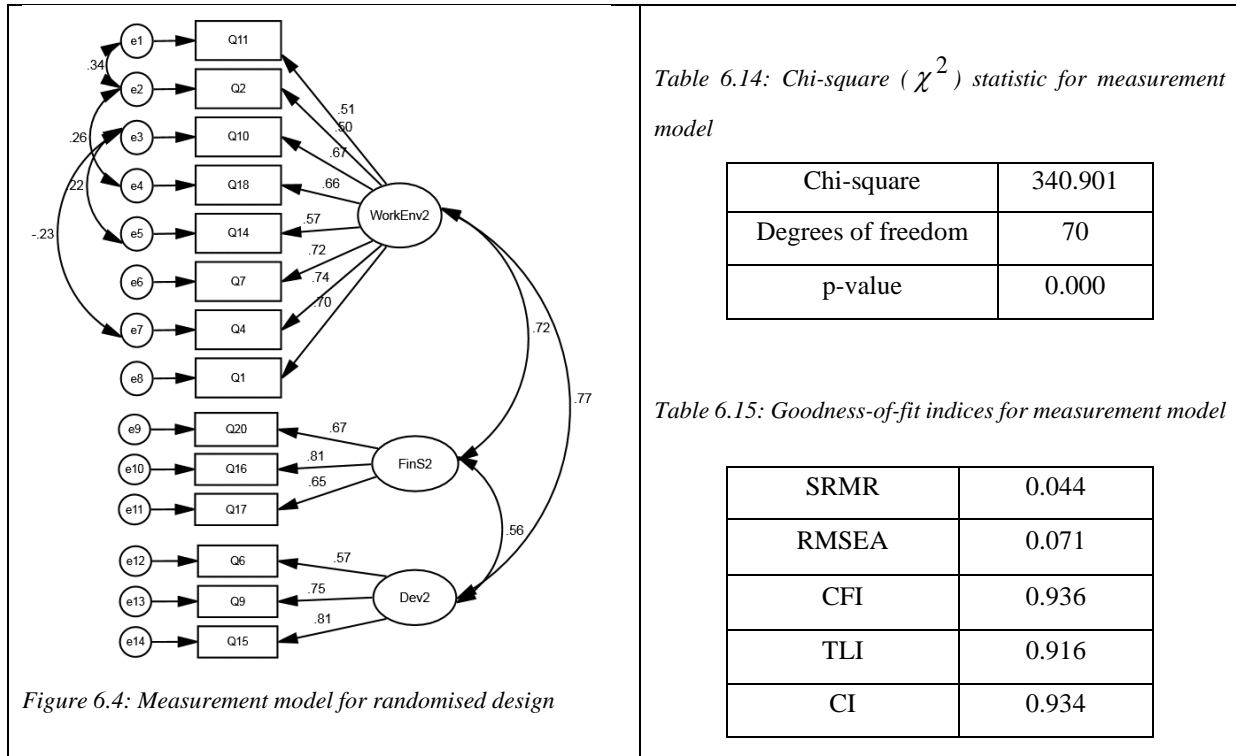 e1
Q11
.34
e2
Q2
.51
.50
e3
Q10
.67
.26
e4
Q18
.66
WorkEnv2
.22
e5
Q14
.57
-.23
e6
Q7
.72
.74
e7
Q4
.70
.72
e8
Q1
.77
e9
Q20
.67
e10
Q16
.81
FinS2
e11
Q17
.65
.56
e12
Q6
.57
e13
Q9
.75
Dev2
e14
Q15
.81
Figure 6.4: Measurement model for randomised design
Table 6.14: Chi-square ( χ² ) statistic for measurement
model
Chi-square 340.901
Degrees of freedom 70
p-value 0.000
Table 6.15: Goodness-of-fit indices for measurement model
SRMR 0.044
RMSEA 0.071
CFI 0.936
TLI 0.916
CI 0.934